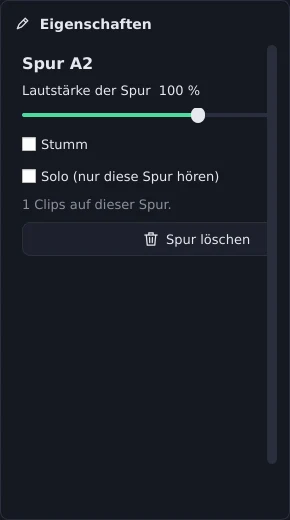 Eigenschaften
Spur A2
Lautstärke der Spur 100 %
Stumm
Solo (nur diese Spur hören)
1 Clips auf dieser Spur.
Spur löschen